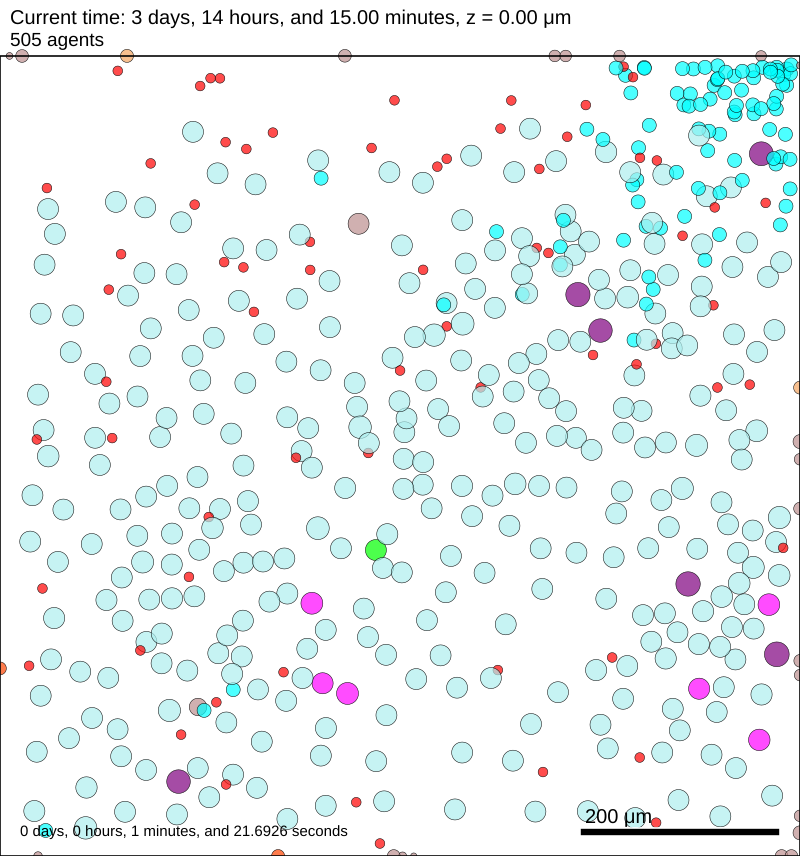 Current time: 3 days, 14 hours, and 15.00 minutes, z = 0.00 μm
505 agents
200 μm
0 days, 0 hours, 1 minutes, and 21.6926 seconds